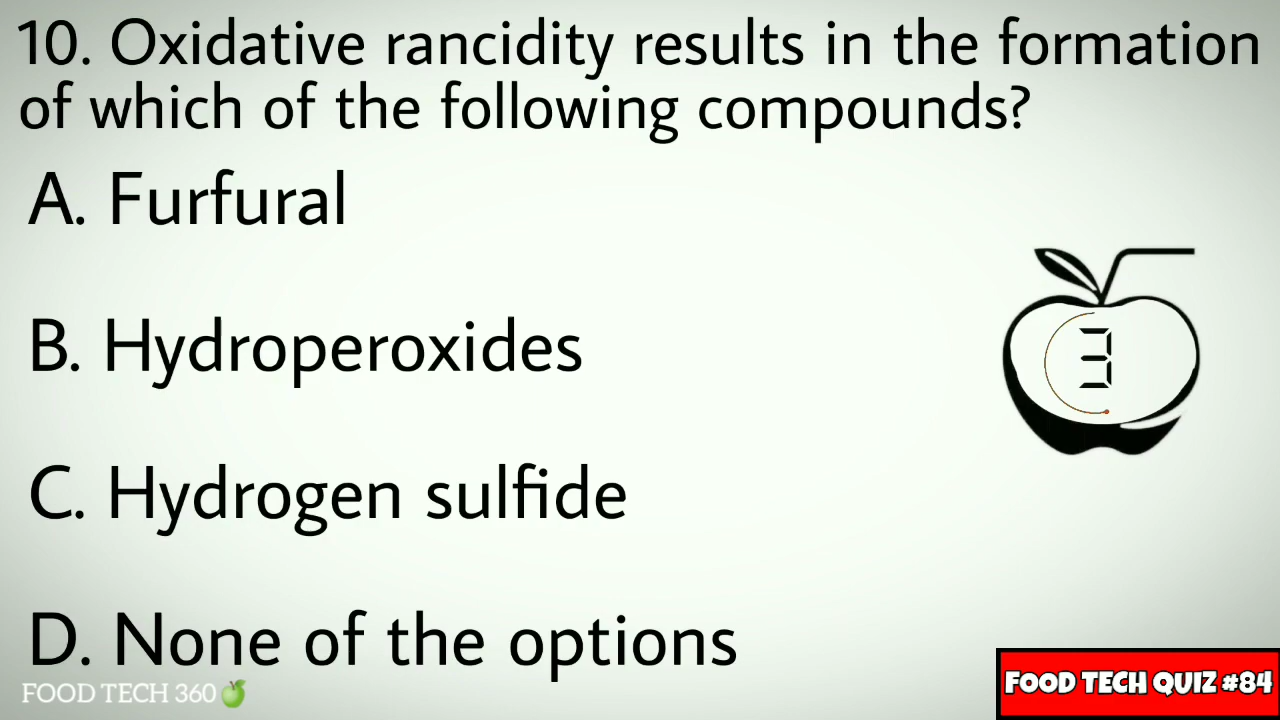 10. Oxidative rancidity results in the formation
of which of the following compounds?
A. Furfural
3
B. Hydroperoxides
C. Hydrogen sulfide
D. None of the options
FOOD TECH 360
FOOD TECH QUIZ #84